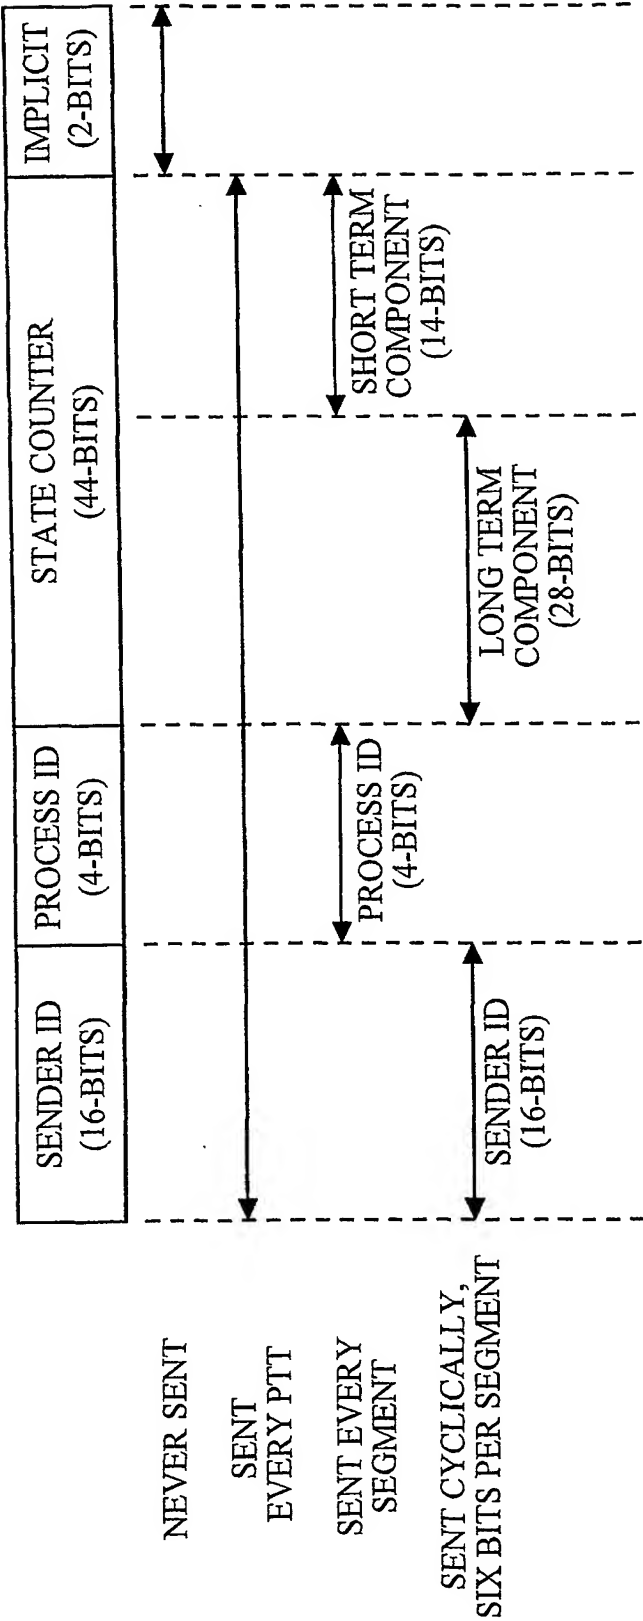 SENDER ID
(16-BITS)
PROCESS ID
(4-BITS)
STATE COUNTER
(44-BITS)
IMPLICIT
(2-BITS)
NEVER SENT
SENT
EVERY PTT
SENT EVERY
SEGMENT
PROCESS ID
(4-BITS)
SHORT TERM
COMPONENT
(14-BITS)
SENT CYCLICALLY,
SIX BITS PER SEGMENT
SENDER ID
(16-BITS)
LONG TERM
COMPONENT
(28-BITS)